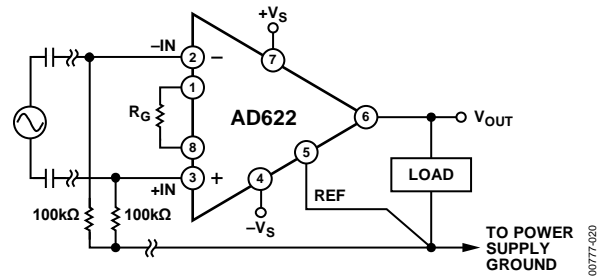 +VS
–IN
2
–
7
1
RG
AD622
6
VOUT
8
5
3
+
4
LOAD
+IN
REF
100kΩ
100kΩ
–VS
TO POWER
SUPPLY
GROUND
00777-020